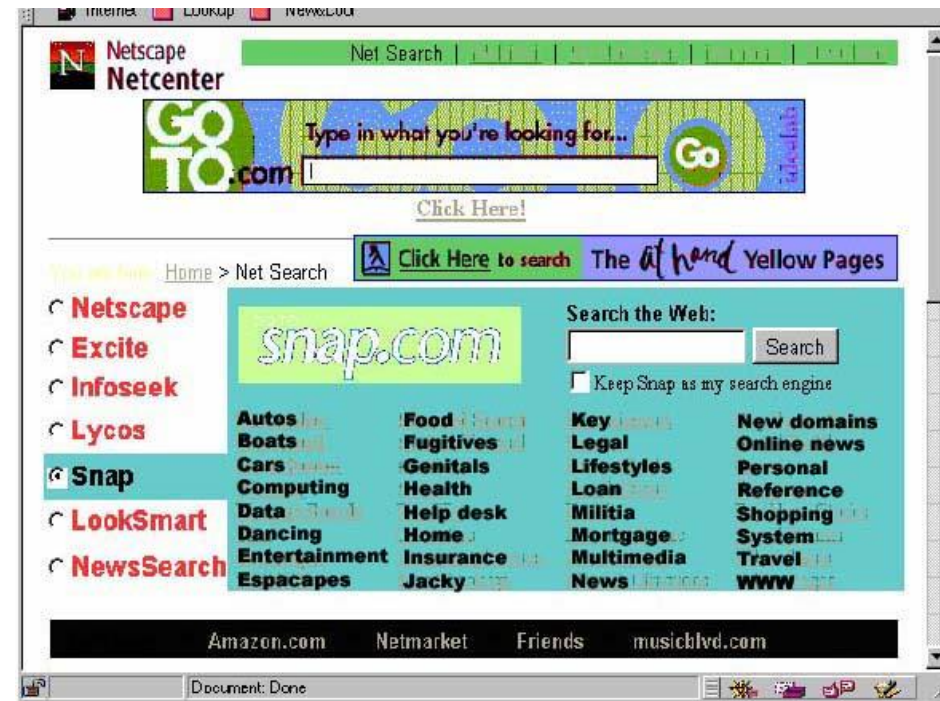 Internet Lookup New&Cool
Netscape
Netcenter
Net Search
GO
TO.com
Type in what you're looking for...
Go
idealab
Click Here!
Click Here to search The at hand Yellow Pages
Home > Net Search
Netscape
Excite
Infoseek
Lycos
Snap
LookSmart
NewsSearch
snap.com
Search the Web:
Search
Keep Snap as my search engine
Autos Food Key New domains
Boats Fugitives Legal Online news
Cars Genitals Lifestyles Personal
Computing Health Loan Reference
Data Help desk Militia Shopping
Dancing Home Mortgage System
Entertainment Insurance Multimedia Travel
Espacapes Jacky News WWW
Amazon.com Netmarket Friends musicblvd.com
Document: Done